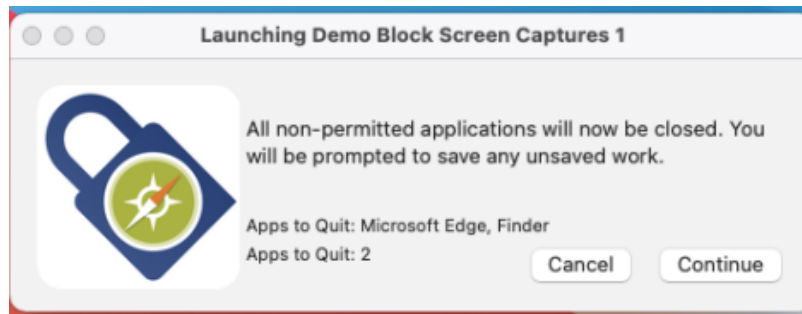 Launching Demo Block Screen Captures 1
All non-permitted applications will now be closed. You
will be prompted to save any unsaved work.
Apps to Quit: Microsoft Edge, Finder
Apps to Quit: 2
Cancel
Continue